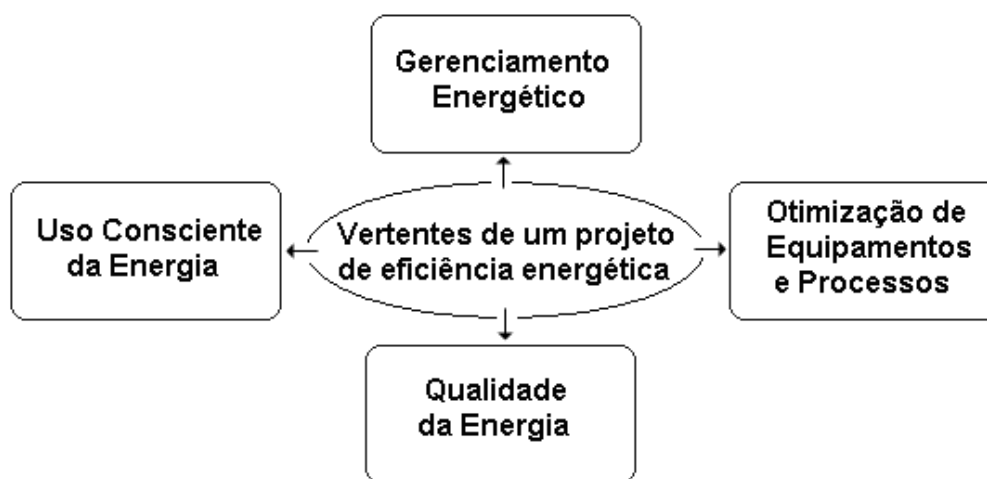 Gerenciamento
Energético
Uso Consciente
da Energia
Vertentes de um projeto
de eficiência energética
Otimização de
Equipamentos
e Processos
Qualidade
da Energia